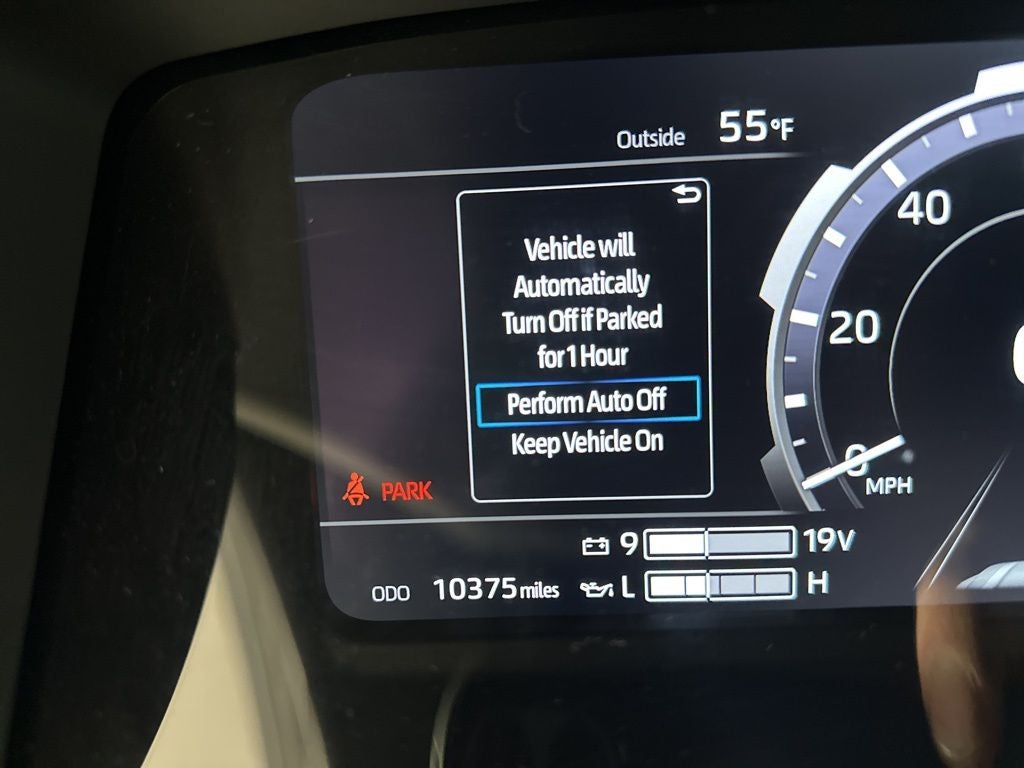 Outside 55°F
Vehicle will
Automatically
Turn Off if Parked
for 1 Hour
Perform Auto Off
Keep Vehicle On
40
20
0
MPH
PARK
9 19V
ODO 10375 miles L H